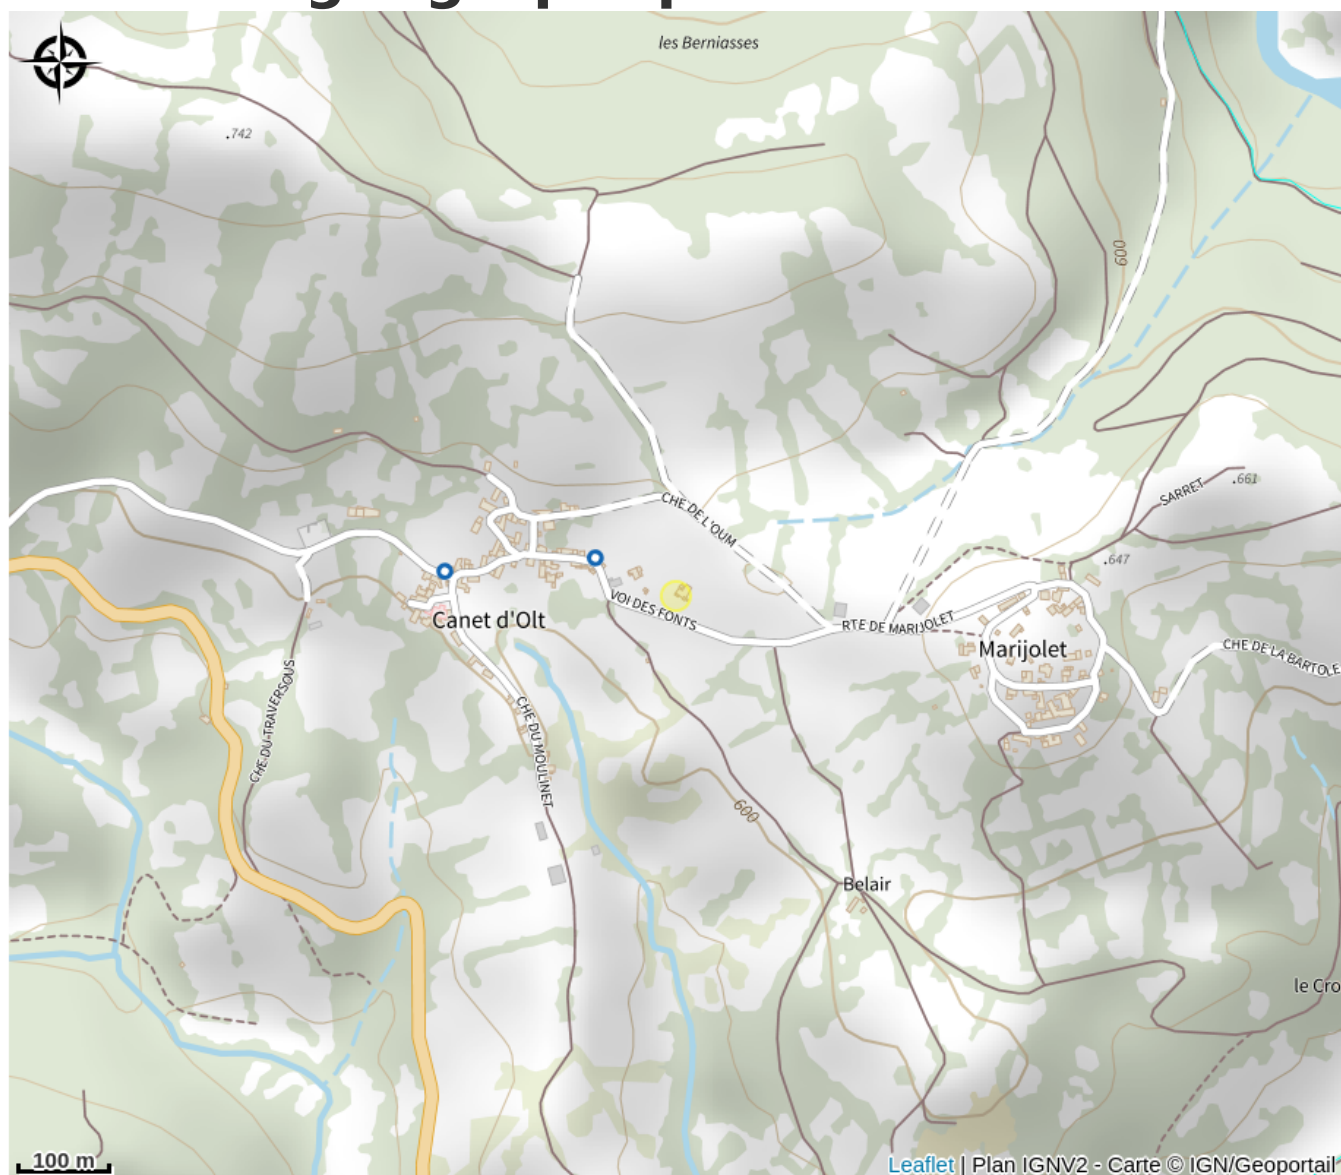 les Berniasses
.742
600
SARRET
.661
CHE DE L'OUM
.647
VOI DES FONTS
Canet d'Olt
RTE DE MARIJOLET
Marijolet
CHE DE LA BARTOLE
CHE DU TRAVERSOUS
CHE DU MOULINET
600
Belair
le Cro
100 m
Leaflet | Plan IGNV2 - Carte © IGN/Geoportail